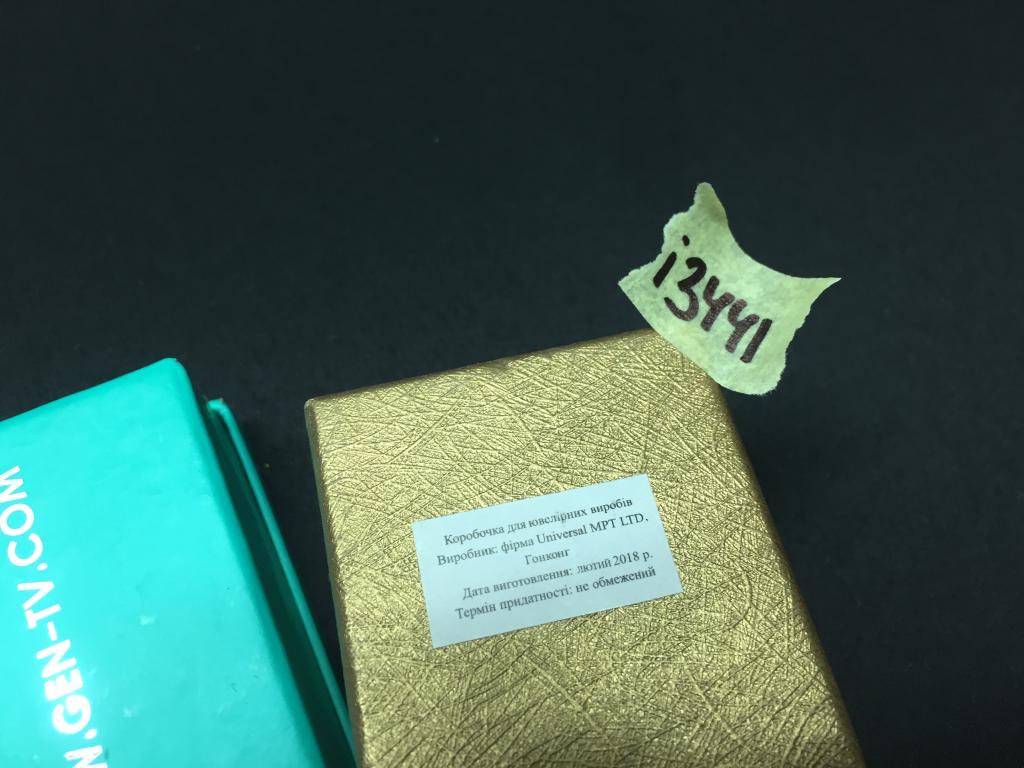 i3441
Коробочка для ювелірних виробів
Виробник: фірма Universal MPT LTD,
Гонконг
Дата виготовлення: лютий 2018 р.
Термін придатності: не обмежений
W.GEN-TV.COM